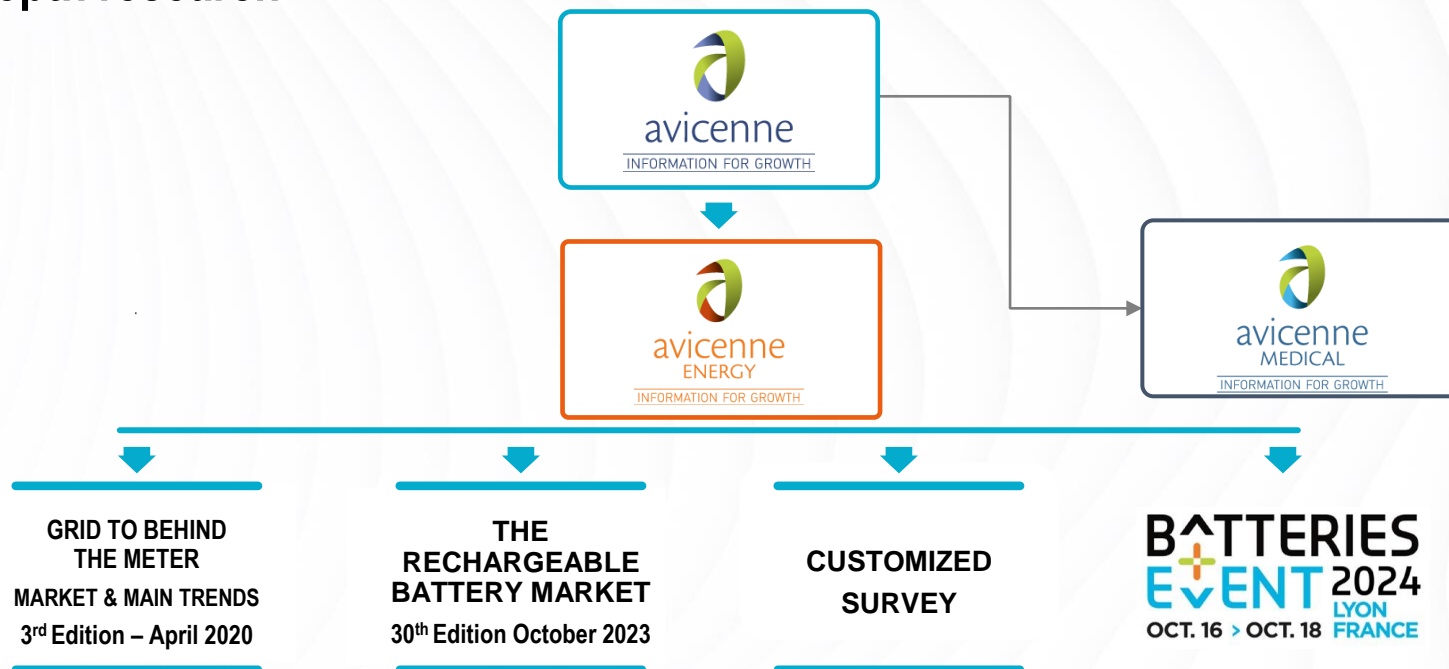 avicenne
INFORMATION FOR GROWTH
avicenne
ENERGY
INFORMATION FOR GROWTH
avicenne
MEDICAL
INFORMATION FOR GROWTH
GRID TO BEHIND
THE METER
MARKET & MAIN TRENDS
3rd Edition – April 2020
THE
RECHARGEABLE
BATTERY MARKET
30th Edition October 2023
CUSTOMIZED
SURVEY
BATTERIES
EVENT 2024
LYON
OCT. 16 > OCT. 18 FRANCE